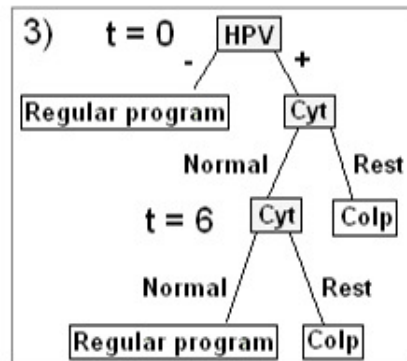 3) t = 0 HPV
- +
Regular program Cyt
Normal Rest
t = 6 Cyt Colp
Normal Rest
Regular program Colp